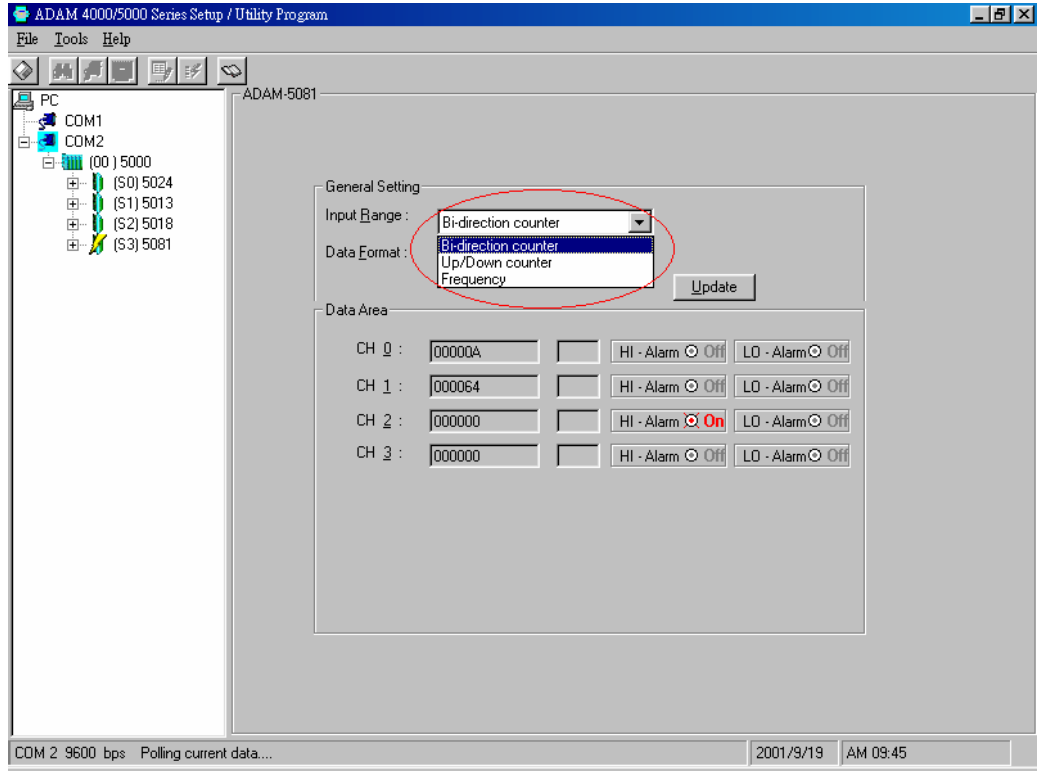 ADAM 4000/5000 Series Setup / Utility Program
File Tools Help
PC
COM1
COM2
(00 ) 5000
(S0) 5024
(S1) 5013
(S2) 5018
(S3) 5081
ADAM-5081
General Setting
Input Range : Bi-direction counter
Data Format :
Bi-direction counter
Up/Down counter
Frequency
Update
Data Area
CH 0 : 00000A HI - Alarm Off LO - Alarm Off
CH 1 : 000064 HI - Alarm Off LO - Alarm Off
CH 2 : 000000 HI - Alarm On LO - Alarm Off
CH 3 : 000000 HI - Alarm Off LO - Alarm Off
COM 2 9600 bps Polling current data.... 2001/9/19 AM 09:45